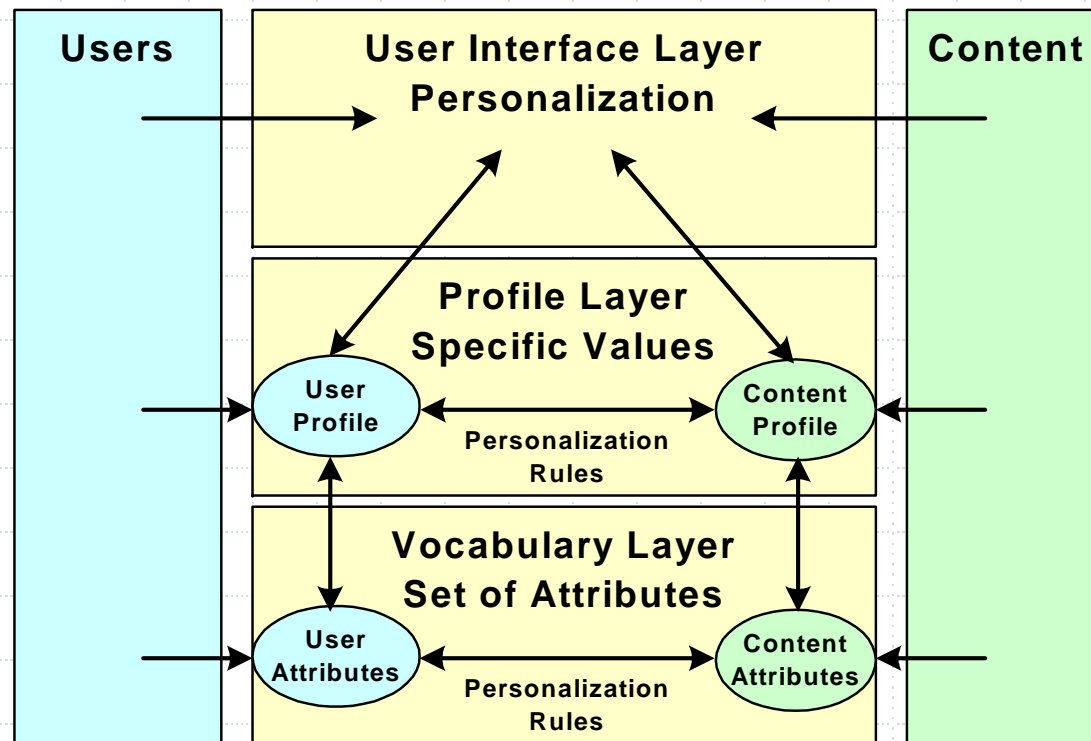 Users
User Interface Layer
Personalization
Content
Profile Layer
Specific Values
User
Profile
Content
Profile
Personalization
Rules
Vocabulary Layer
Set of Attributes
User
Attributes
Content
Attributes
Personalization
Rules